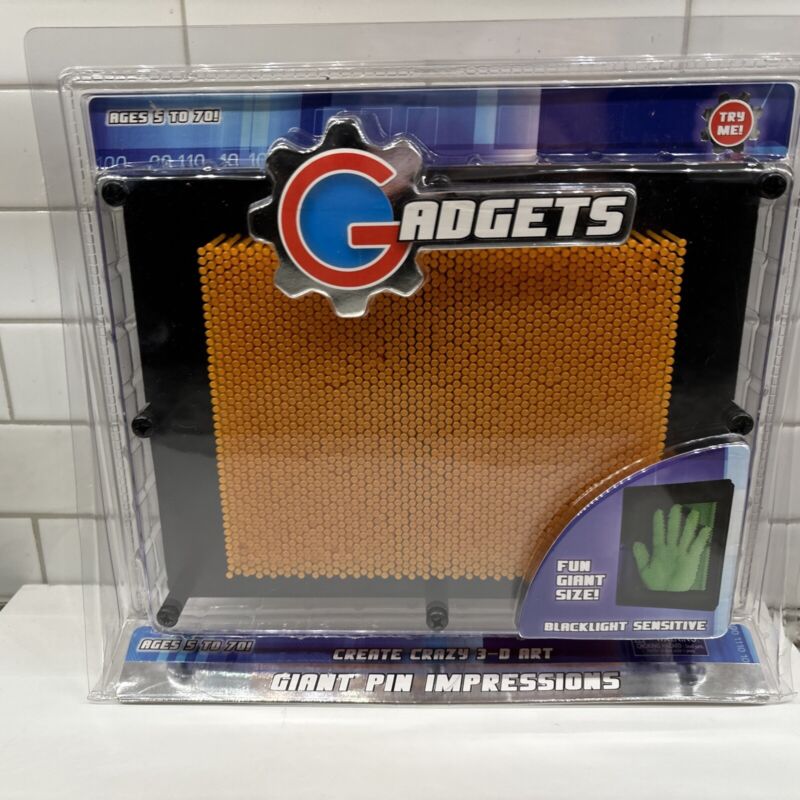 AGES 5 TO 70!
TRY
ME!
GADGETS
FUN
GIANT
SIZE!
BLACKLIGHT SENSITIVE
AGES 5 TO 70!
CREATE CRAZY 3-D ART
GIANT PIN IMPRESSIONS